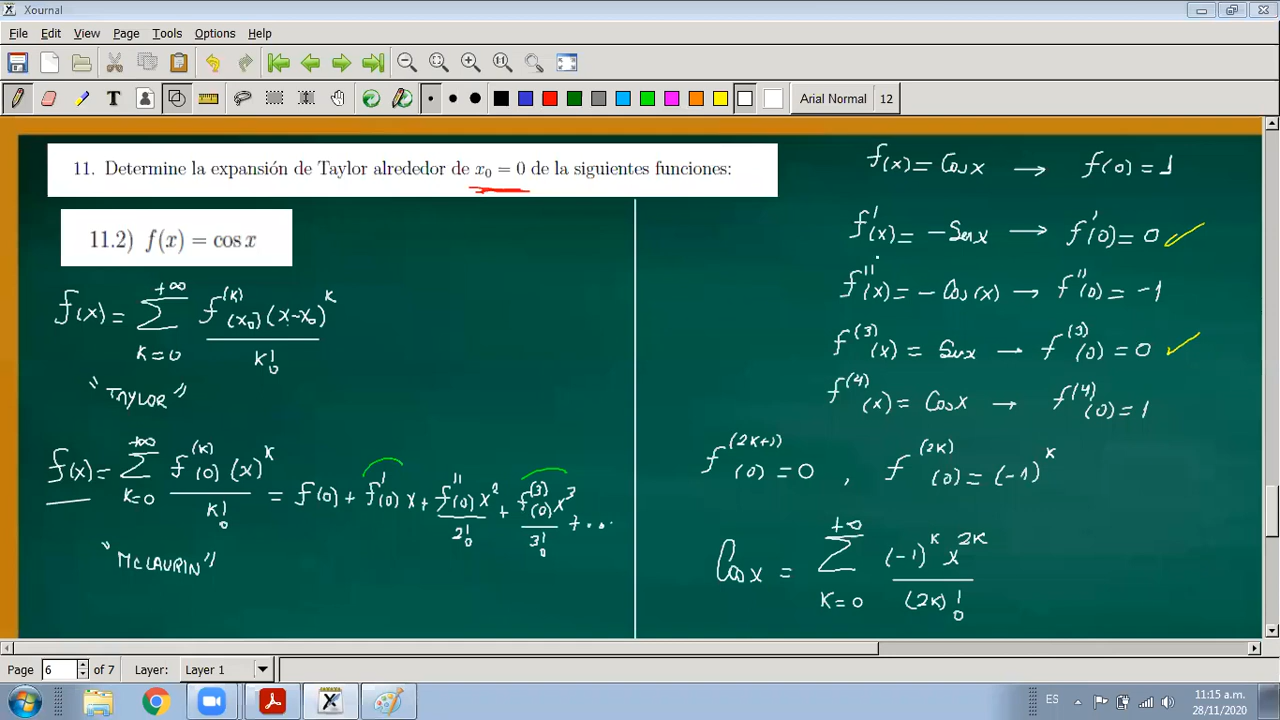 Xournal
File Edit View Page Tools Options Help
Arial Normal 12
11. Determine la expansión de Taylor alrededor de x₀ = 0 de la siguientes funciones:
11.2) f(x) = cos x
f(x) = ∑_{K=0}^{+∞} f^{(K)}(x₀)(x-x₀)^K / K!
"TAYLOR"
f(x) = ∑_{K=0}^{+∞} f^{(K)}(0)(x)^K / K! = f(0) + f'(0)x + f''(0)x²/2! + f^{(3)}(0)x³/3! + ...
"McLAURIN"
f(x) = Cos x → f(0) = 1
f'(x) = -Sen x → f'(0) = 0 ✓
f''(x) = -Cos(x) → f''(0) = -1
f^{(3)}(x) = Sen x → f^{(3)}(0) = 0 ✓
f^{(4)}(x) = Cos x → f^{(4)}(0) = 1
f^{(2K+1)}(0) = 0 , f^{(2K)}(0) = (-1)^K
Cos x = ∑_{K=0}^{+∞} (-1)^K x^{2K} / (2K)!
Page 6 of 7 Layer: Layer 1
ES 11:15 a.m.
28/11/2020